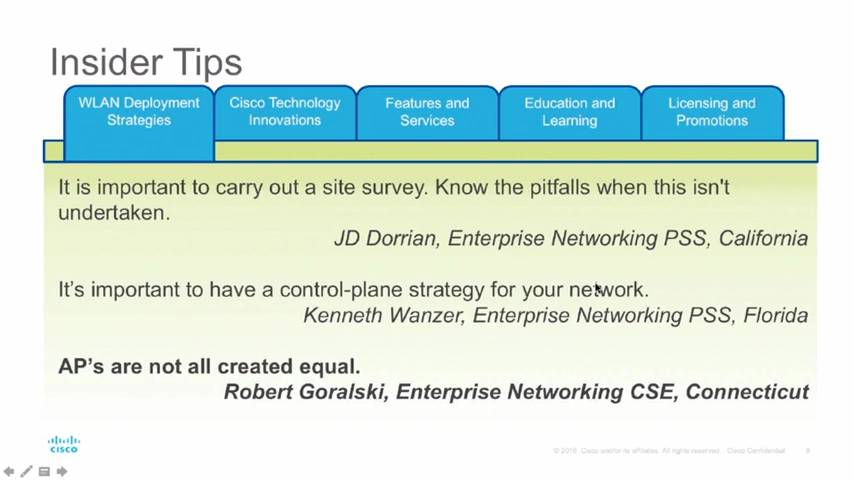 Insider Tips
WLAN Deployment
Strategies
Cisco Technology
Innovations
Features and
Services
Education and
Learning
Licensing and
Promotions
It is important to carry out a site survey. Know the pitfalls when this isn't
undertaken.
JD Dorrian, Enterprise Networking PSS, California
It’s important to have a control-plane strategy for your network.
Kenneth Wanzer, Enterprise Networking PSS, Florida
AP’s are not all created equal.
Robert Goralski, Enterprise Networking CSE, Connecticut
CISCO
© 2016 Cisco and/or its affiliates. All rights reserved. Cisco Confidential 9